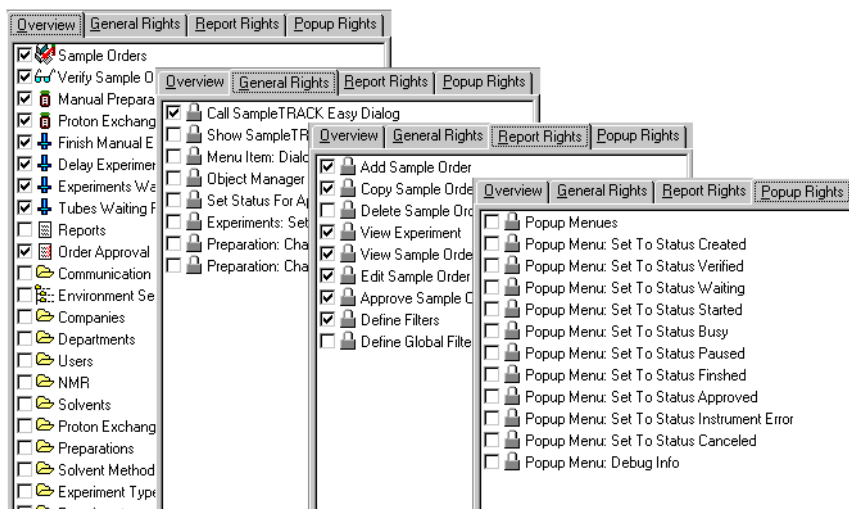 Overview General Rights Report Rights Popup Rights
Sample Orders
Verify Sample O
Manual Prepara
Proton Exchang
Finish Manual E
Delay Experimer
Experiments Wa
Tubes Waiting F
Reports
Order Approval
Communication
Environment Se
Companies
Departments
Users
NMR
Solvents
Proton Exchang
Preparations
Solvent Method
Experiment Type
Overview General Rights Report Rights Popup Rights
Call SampleTRACK Easy Dialog
Show SampleTR
Menu Item: Dialo
Object Manager
Set Status For Ap
Experiments: Set
Preparation: Cha
Preparation: Cha
Overview General Rights Report Rights Popup Rights
Add Sample Order
Copy Sample Orde
Delete Sample Ord
View Experiment
View Sample Orde
Edit Sample Order
Approve Sample O
Define Filters
Define Global Filte
Overview General Rights Report Rights Popup Rights
Popup Menues
Popup Menu: Set To Status Created
Popup Menu: Set To Status Verified
Popup Menu: Set To Status Waiting
Popup Menu: Set To Status Started
Popup Menu: Set To Status Busy
Popup Menu: Set To Status Paused
Popup Menu: Set To Status Finshed
Popup Menu: Set To Status Approved
Popup Menu: Set To Status Instrument Error
Popup Menu: Set To Status Canceled
Popup Menu: Debug Info